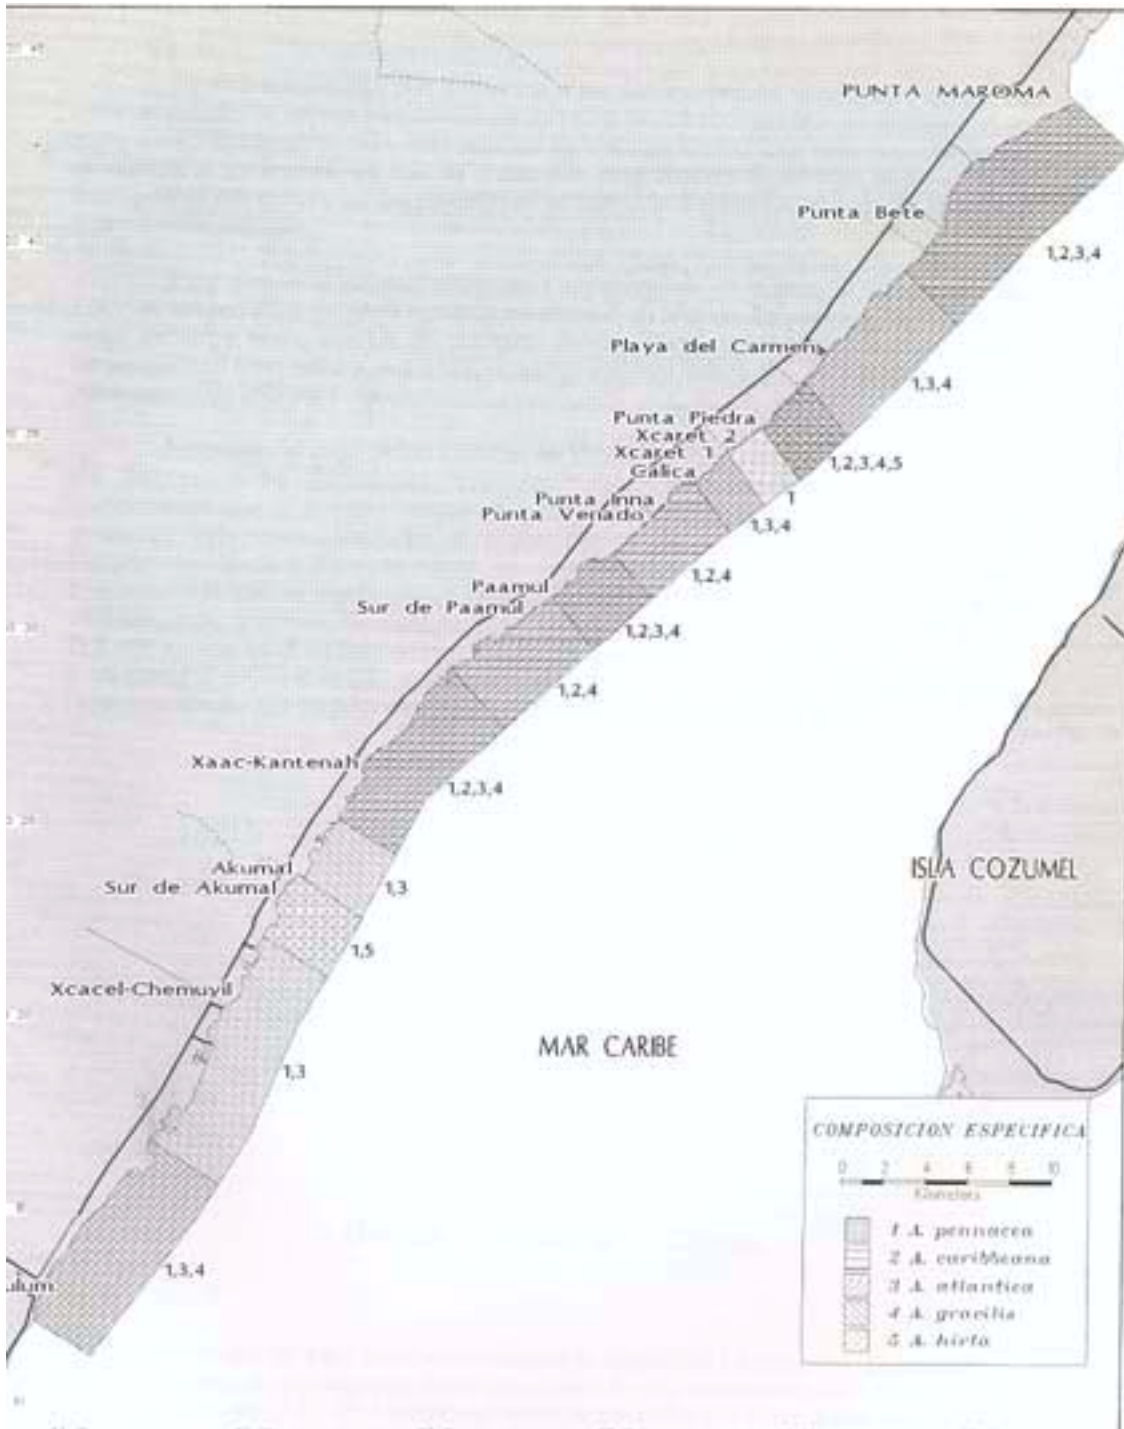 PUNTA MAROMA
Punta Bete
1,2,3,4
Playa del Carmen
1,3,4
Punta Piedra
Xcaret 2
Xcaret 1
1,2,3,4,5
Gálica
1
Punta Inna
Punta Venado
1,3,4
1,2,4
Paamul
Sur de Paamul
1,2,3,4
1,2,4
Xaac-Kantenah
1,2,3,4
Akumal
ISLA COZUMEL
Sur de Akumal
1,3
1,5
Xcacel-Chemuyil
MAR CARIBE
1,3
1,3,4
ulum
COMPOSICION ESPECIFICA
0 2 4 6 8 10
Kilometers
1 A. pennacea
2 A. caribbeana
3 A. atlantica
4 A. gracilis
5 A. hirta